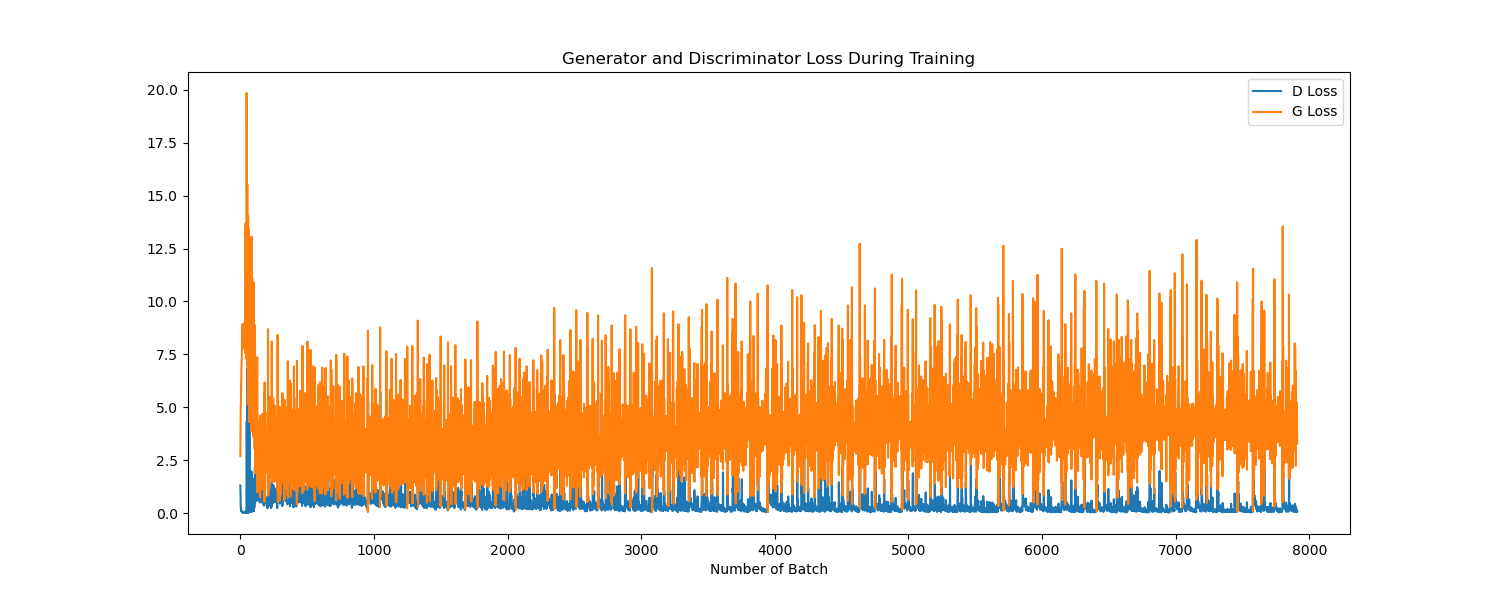 Generator and Discriminator Loss During Training
20.0
17.5
15.0
12.5
10.0
7.5
5.0
2.5
0.0
D Loss
G Loss
0 1000 2000 3000 4000 5000 6000 7000 8000
Number of Batch